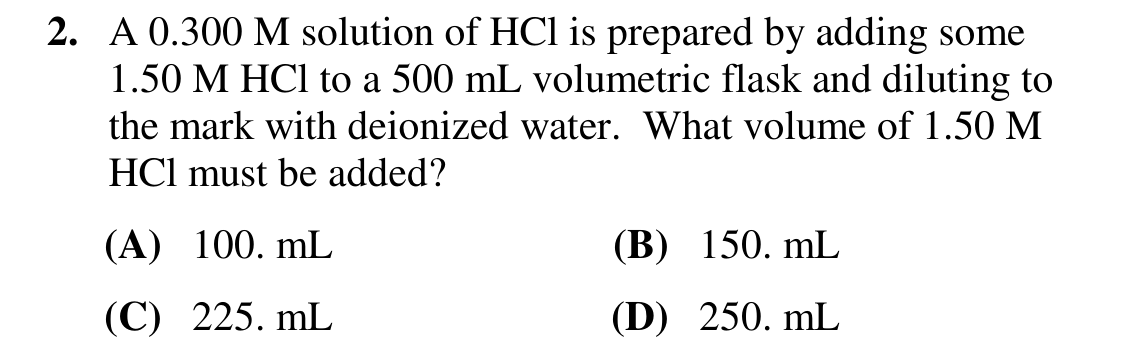 2. A 0.300 M solution of HCl is prepared by adding some
1.50 M HCl to a 500 mL volumetric flask and diluting to
the mark with deionized water. What volume of 1.50 M
HCl must be added?
(A) 100. mL (B) 150. mL
(C) 225. mL (D) 250. mL